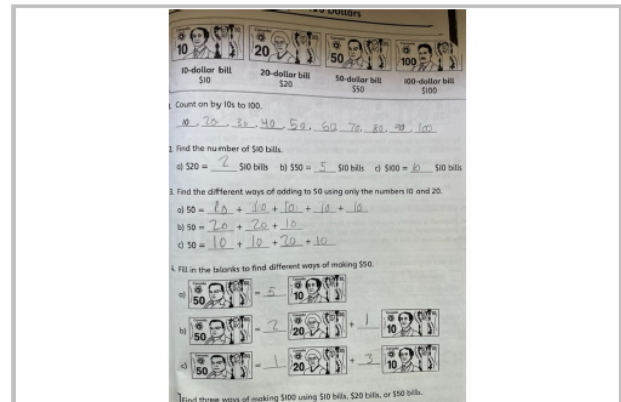 Dollars
10 20 50 100
10-dollar bill 20-dollar bill 50-dollar bill 100-dollar bill
$10 $20 $50 $100
Count on by 10s to 100.
10, 20, 30, 40, 50, 60, 70, 80, 90, 100
2. Find the number of $10 bills.
a) $20 = 2 $10 bills b) $50 = 5 $10 bills c) $100 = 10 $10 bills
3. Find the different ways of adding to 50 using only the numbers 10 and 20.
a) 50 = 10 + 10 + 10 + 10 + 10
b) 50 = 20 + 20 + 10
c) 50 = 10 + 10 + 20 + 10
4. Fill in the blanks to find different ways of making $50.
a) 50 = 5 10
b) 50 = 2 20 + 1 10
c) 50 = 1 20 + 3 10
Find three ways of making $100 using $10 bills, $20 bills, or $50 bills.